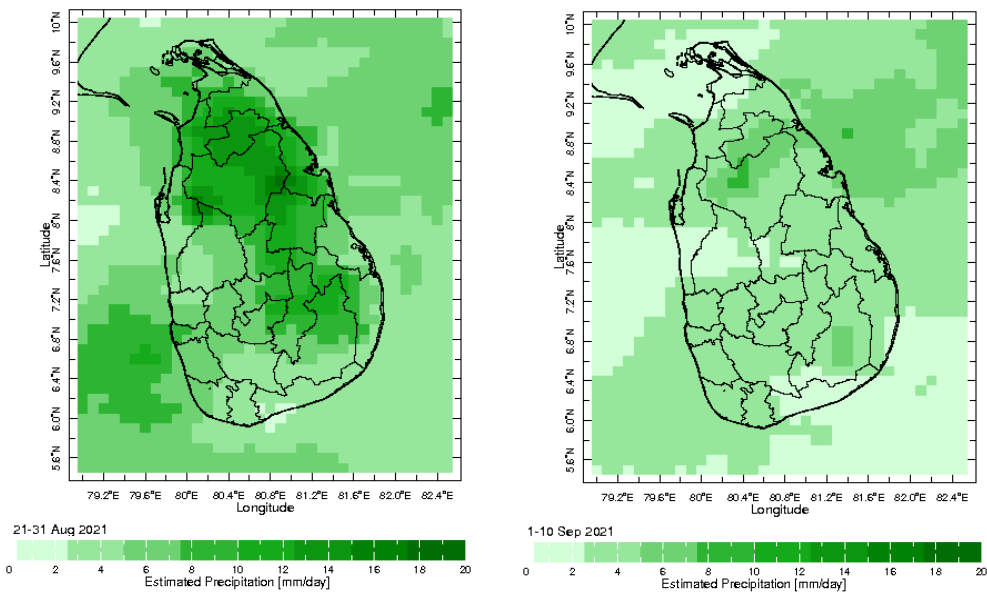 10°N
9.6°N
9.2°N
8.8°N
8.4°N
8°N
7.6°N
7.2°N
6.8°N
6.4°N
6.0°N
5.6°N
Latitude
79.2°E 79.6°E 80°E 80.4°E 80.8°E 81.2°E 81.6°E 82.0°E 82.4°E
Longitude
21-31 Aug 2021
0 2 4 6 8 10 12 14 16 18 20
Estimated Precipitation [mm/day]
10°N
9.6°N
9.2°N
8.8°N
8.4°N
8°N
7.6°N
7.2°N
6.8°N
6.4°N
6.0°N
5.6°N
Latitude
79.2°E 79.6°E 80°E 80.4°E 80.8°E 81.2°E 81.6°E 82.0°E 82.4°E
Longitude
1-10 Sep 2021
0 2 4 6 8 10 12 14 16 18 20
Estimated Precipitation [mm/day]